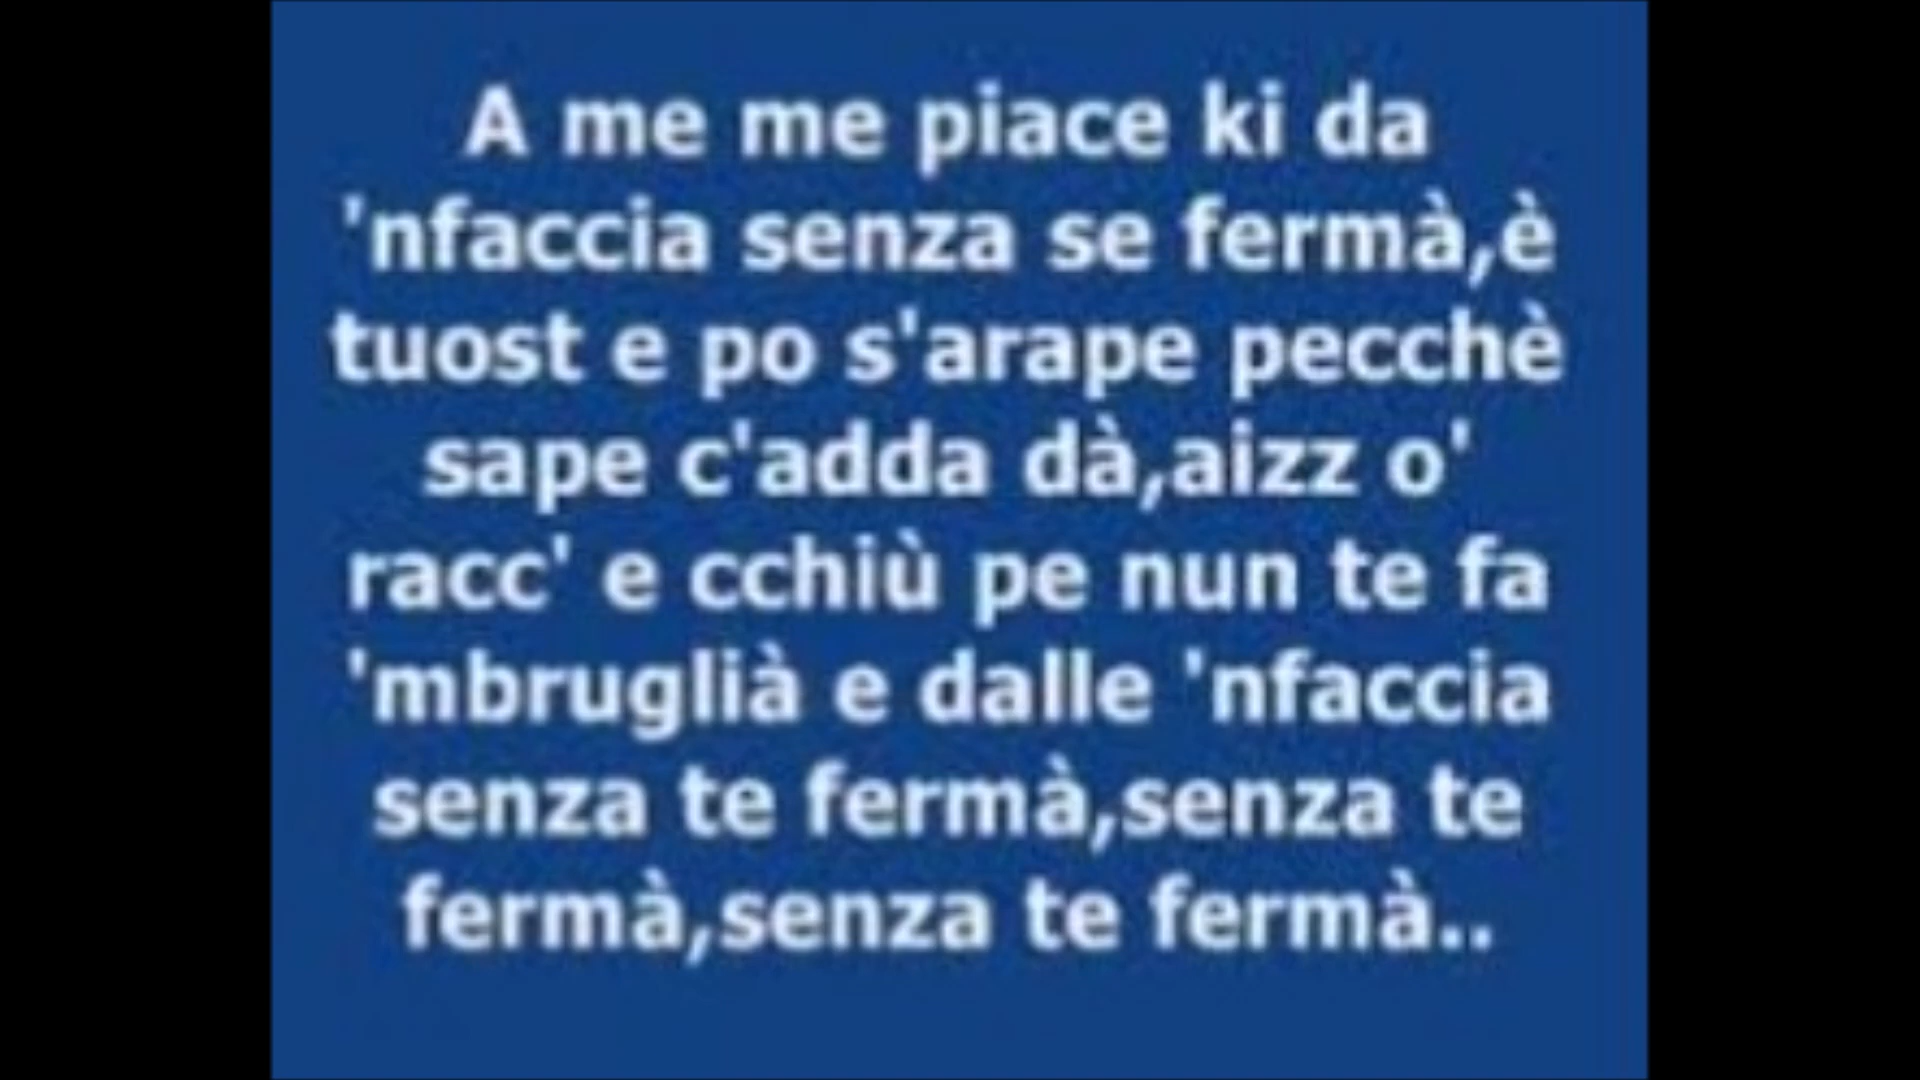 A me me piace ki da
'nfaccia senza se fermà,è
tuost e po s'arape pecchè
sape c'adda dà,aizz o'
racc' e cchiù pe nun te fa
'mbruglià e dalle 'nfaccia
senza te fermà,senza te
fermà,senza te fermà..